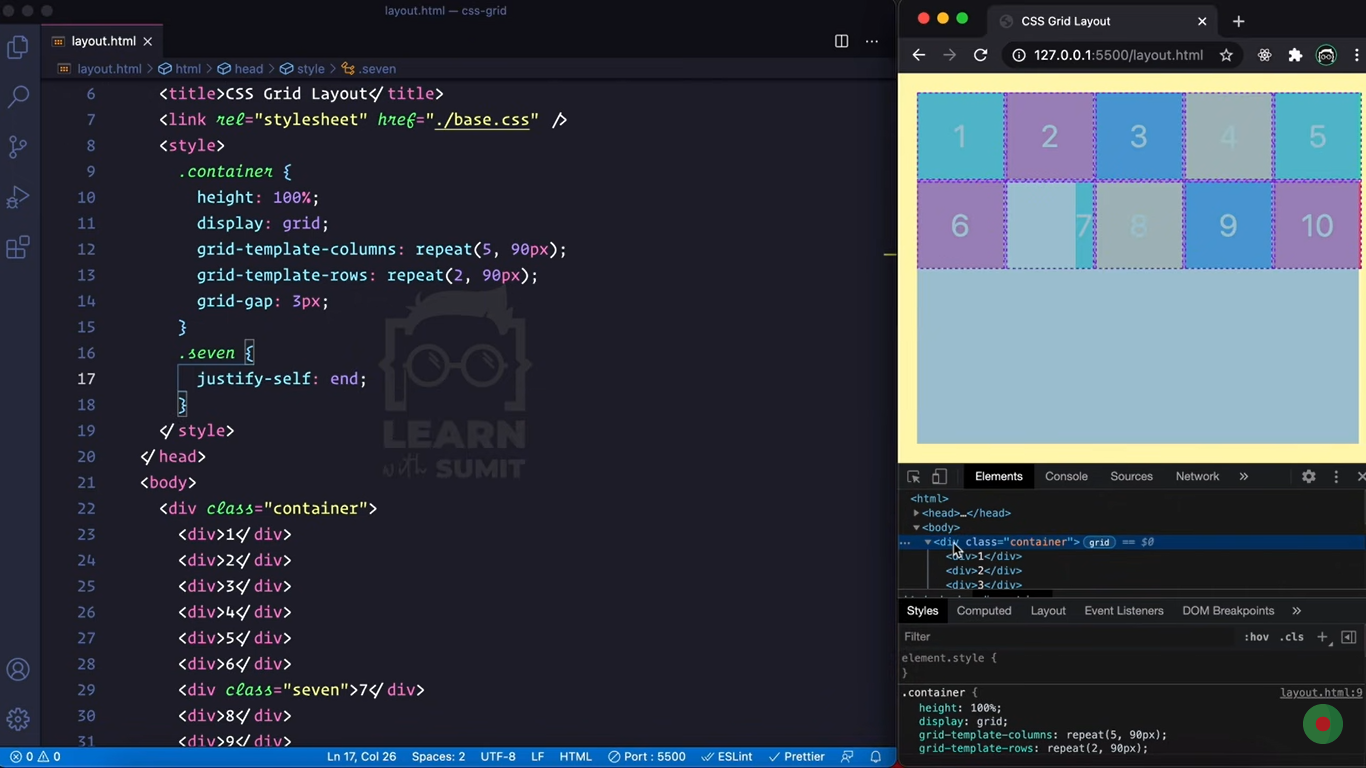 layout.html — css-grid
layout.html
layout.html > html > head > style > .seven
6 <title>CSS Grid Layout</title>
7 <link rel="stylesheet" href="./base.css" />
8 <style>
9 .container {
10 height: 100%;
11 display: grid;
12 grid-template-columns: repeat(5, 90px);
13 grid-template-rows: repeat(2, 90px);
14 grid-gap: 3px;
15 }
16 .seven {
17 justify-self: end;
18 }
19 </style>
20 </head>
21 <body>
22 <div class="container">
23 <div>1</div>
24 <div>2</div>
25 <div>3</div>
26 <div>4</div>
27 <div>5</div>
28 <div>6</div>
29 <div class="seven">7</div>
30 <div>8</div>
31 <div>9</div>
LEARN
with SUMIT
0 0 Ln 17, Col 26 Spaces: 2 UTF-8 LF HTML Port : 5500 ESLint Prettier
CSS Grid Layout
127.0.0.1:5500/layout.html
1 2 3 4 5
6 7 8 9 10
Elements Console Sources Network »
<html>
<head>…</head>
<body>
… <div class="container"> grid == $0
<div>1</div>
<div>2</div>
<div>3</div>
Styles Computed Layout Event Listeners DOM Breakpoints »
Filter :hov .cls +
element.style {
}
.container { layout.html:9
height: 100%;
display: grid;
grid-template-columns: repeat(5, 90px);
grid-template-rows: repeat(2, 90px);